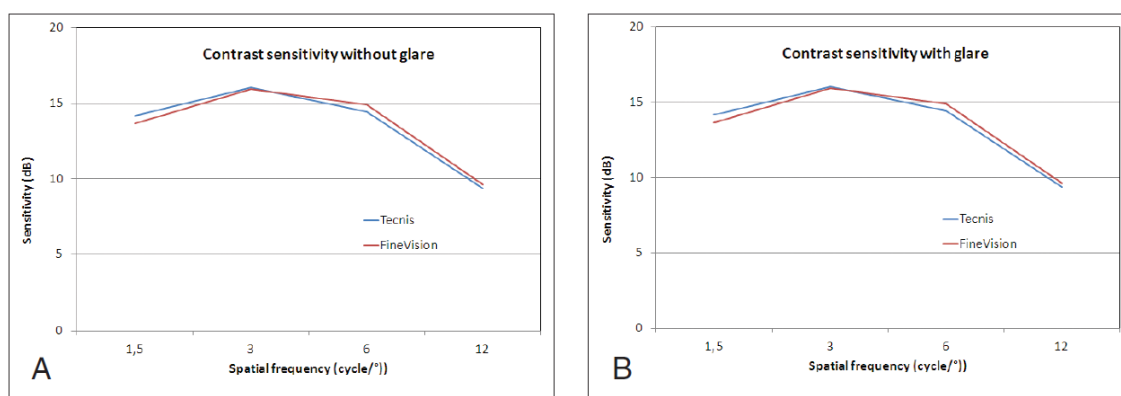 Contrast sensitivity without glare
20
15
10
5
0
Sensitivity (dB)
Tecnis
FineVision
1,5 3 6 12
Spatial frequency (cycle/°))
A
Contrast sensitivity with glare
20
15
10
5
0
Sensitivity (dB)
Tecnis
FineVision
1,5 3 6 12
Spatial frequency (cycle/°))
B